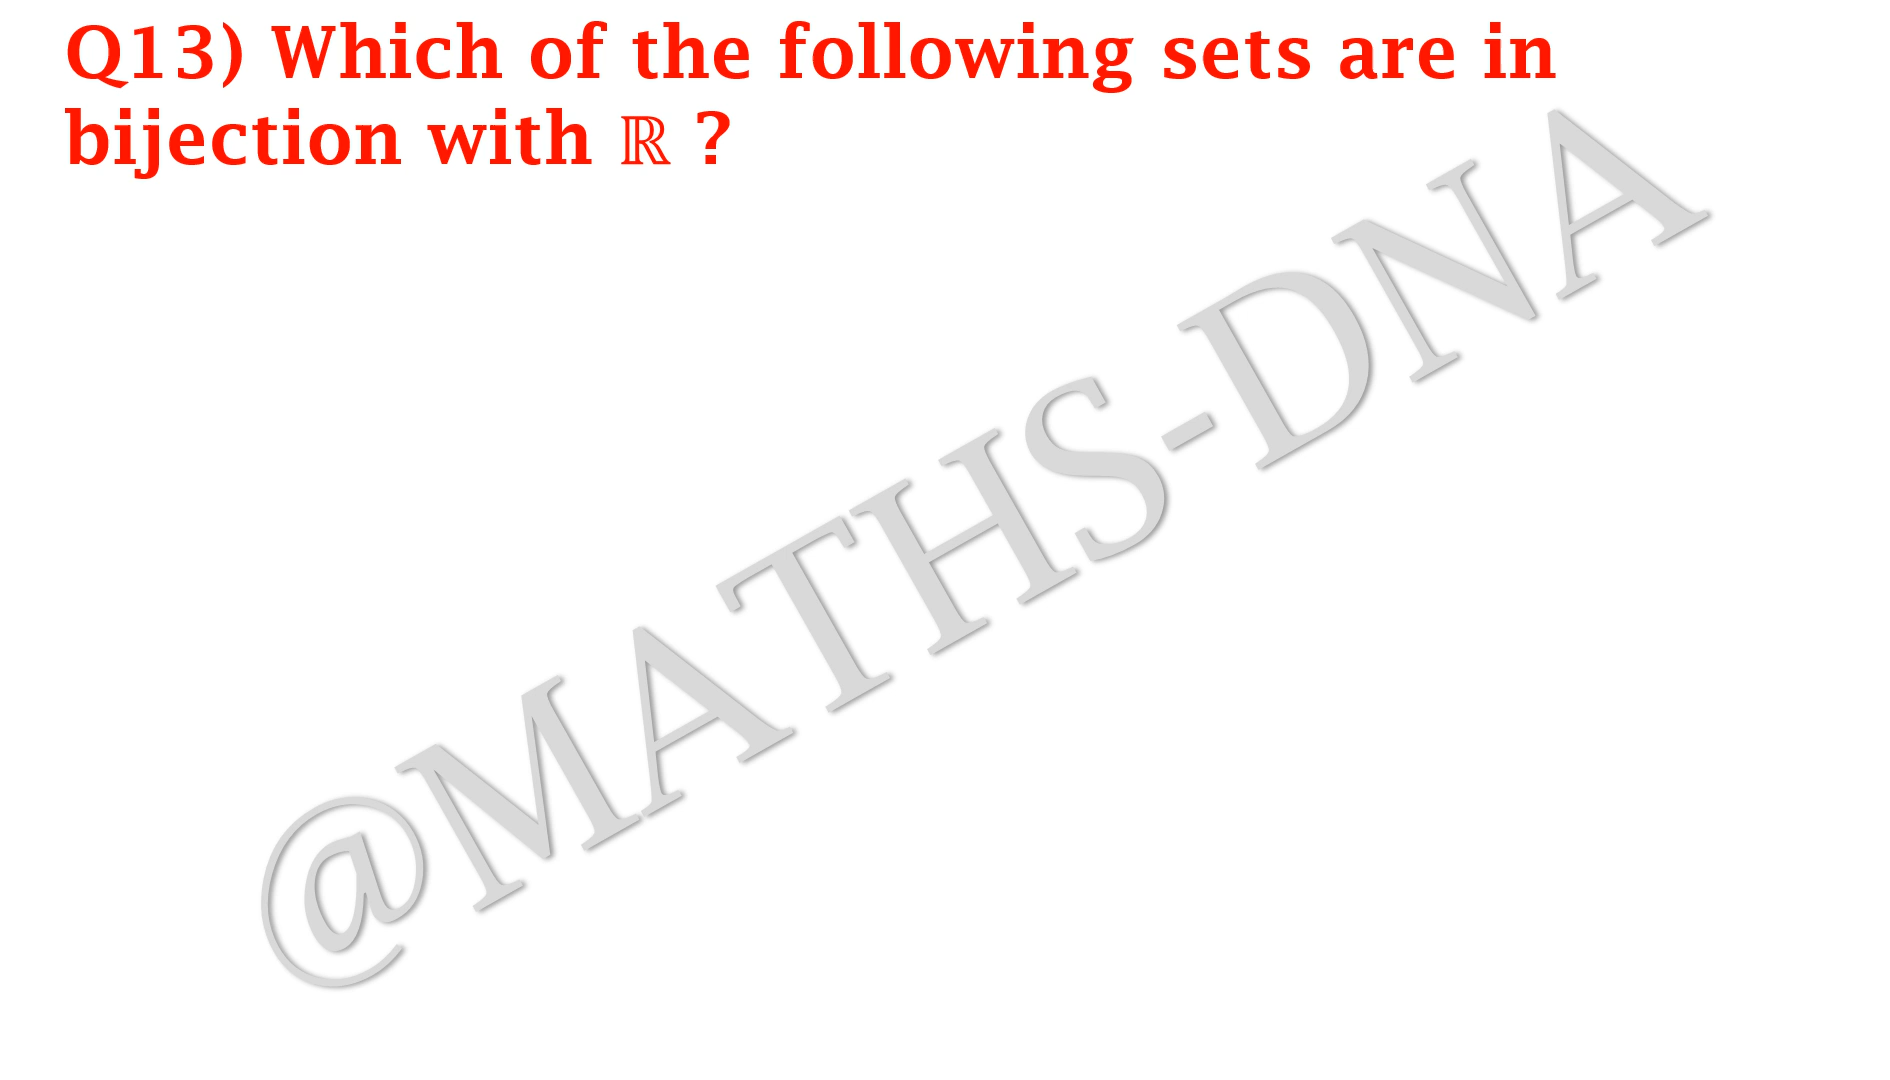 Q13) Which of the following sets are in
bijection with ℝ ?
@MATHS-DNA